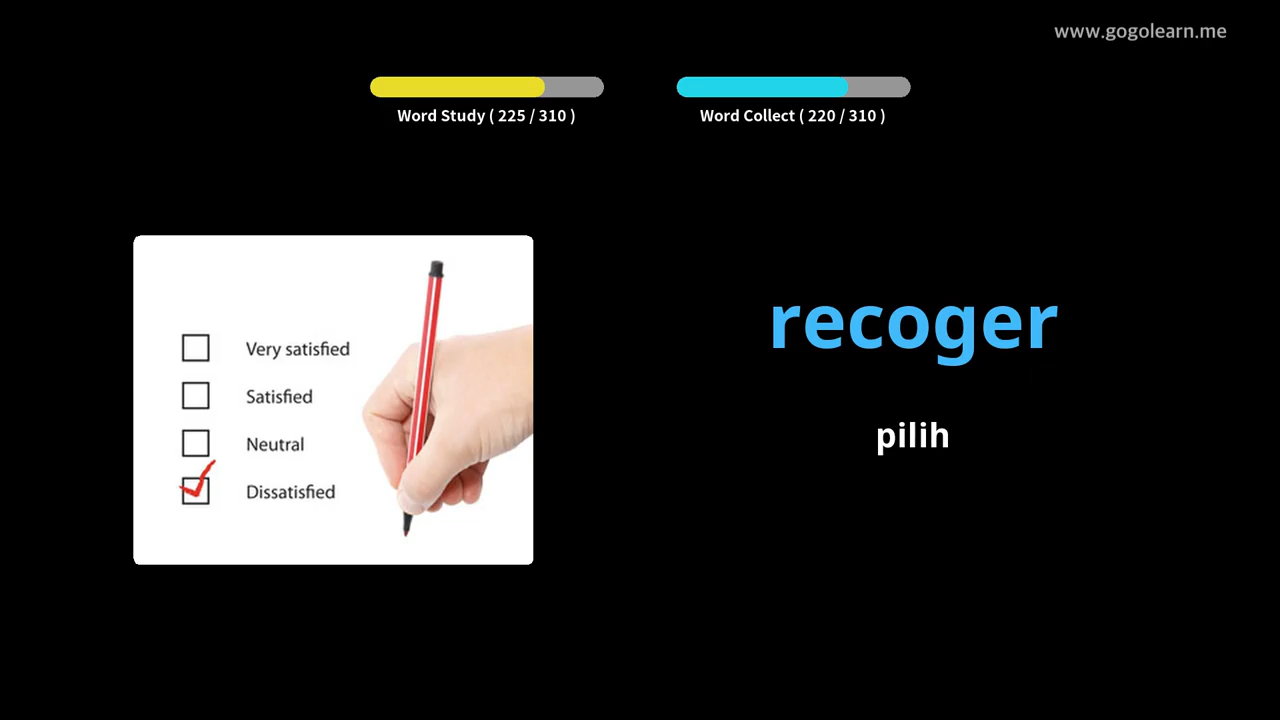 www.gogolearn.me
Word Study ( 225 / 310 )
Word Collect ( 220 / 310 )
Very satisfied
Satisfied
Neutral
Dissatisfied
recoger
pilih